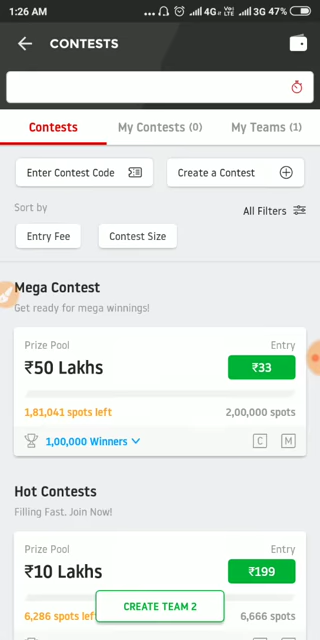 1:26 AM ... 4G Vo LTE 3G 47%
CONTESTS
Contests My Contests (0) My Teams (1)
Enter Contest Code Create a Contest
Sort by All Filters
Entry Fee Contest Size
Mega Contest
Get ready for mega winnings!
Prize Pool Entry
₹50 Lakhs ₹33
1,81,041 spots left 2,00,000 spots
1,00,000 Winners C M
Hot Contests
Filling Fast. Join Now!
Prize Pool Entry
₹10 Lakhs ₹199
6,286 spots left 6,666 spots
CREATE TEAM 2